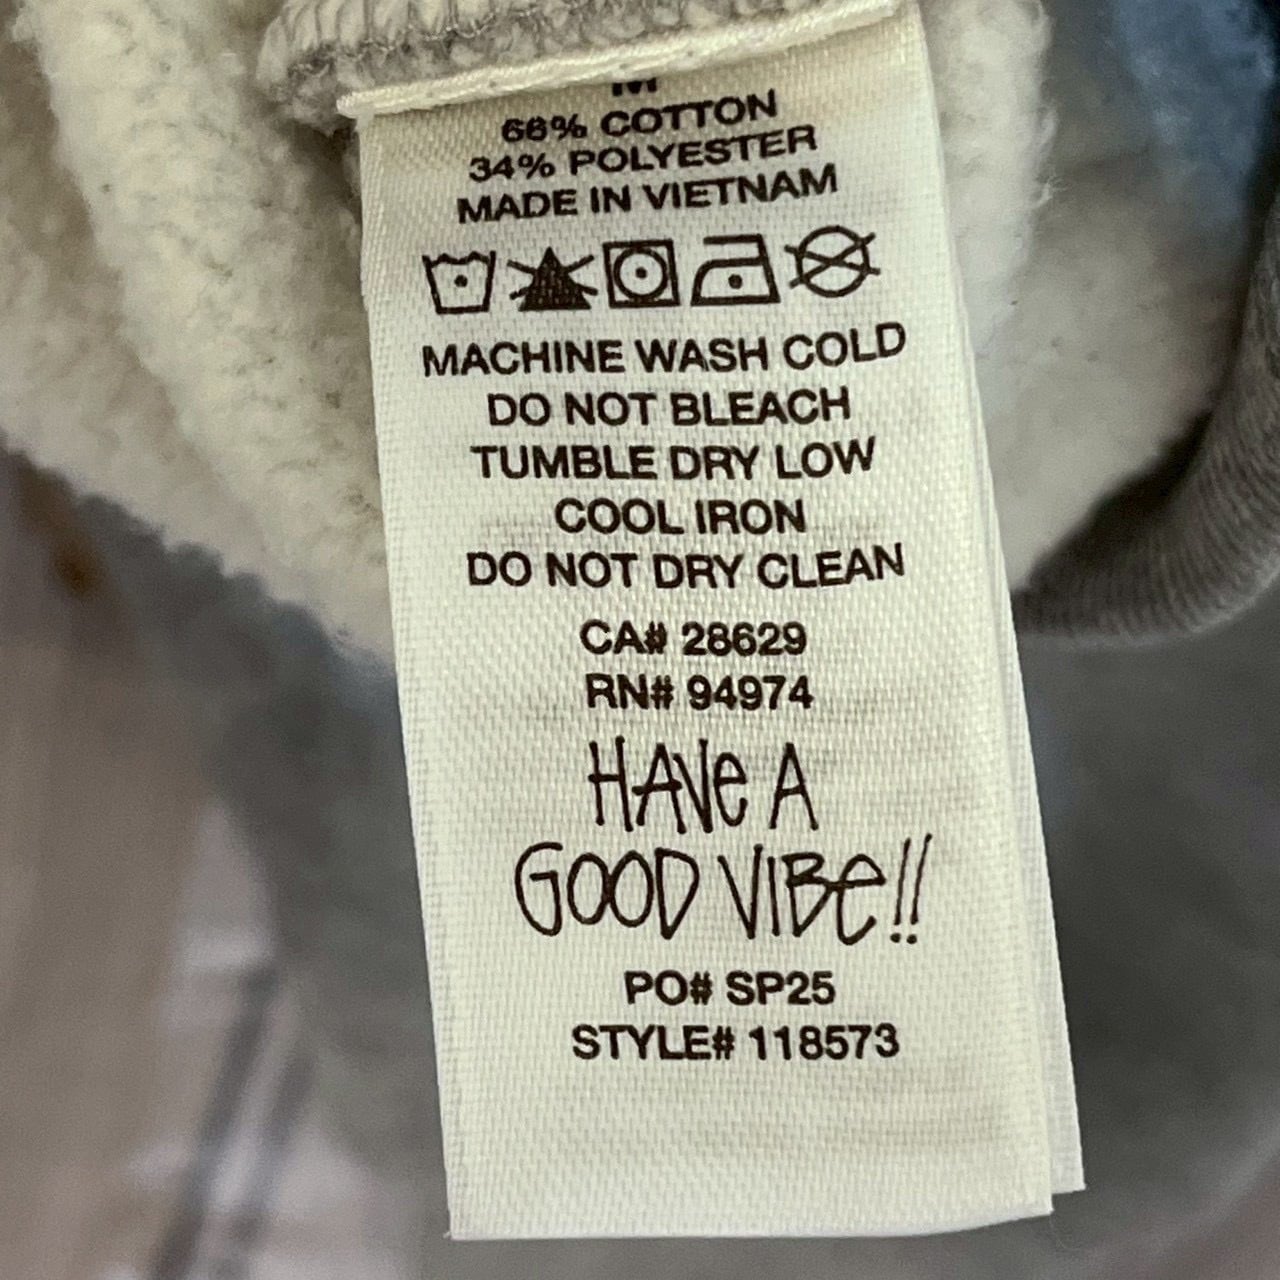 M
66% COTTON
34% POLYESTER
MADE IN VIETNAM
MACHINE WASH COLD
DO NOT BLEACH
TUMBLE DRY LOW
COOL IRON
DO NOT DRY CLEAN
CA# 28629
RN# 94974
HAVe A
GOOD VIBe!!
PO# SP25
STYLE# 118573